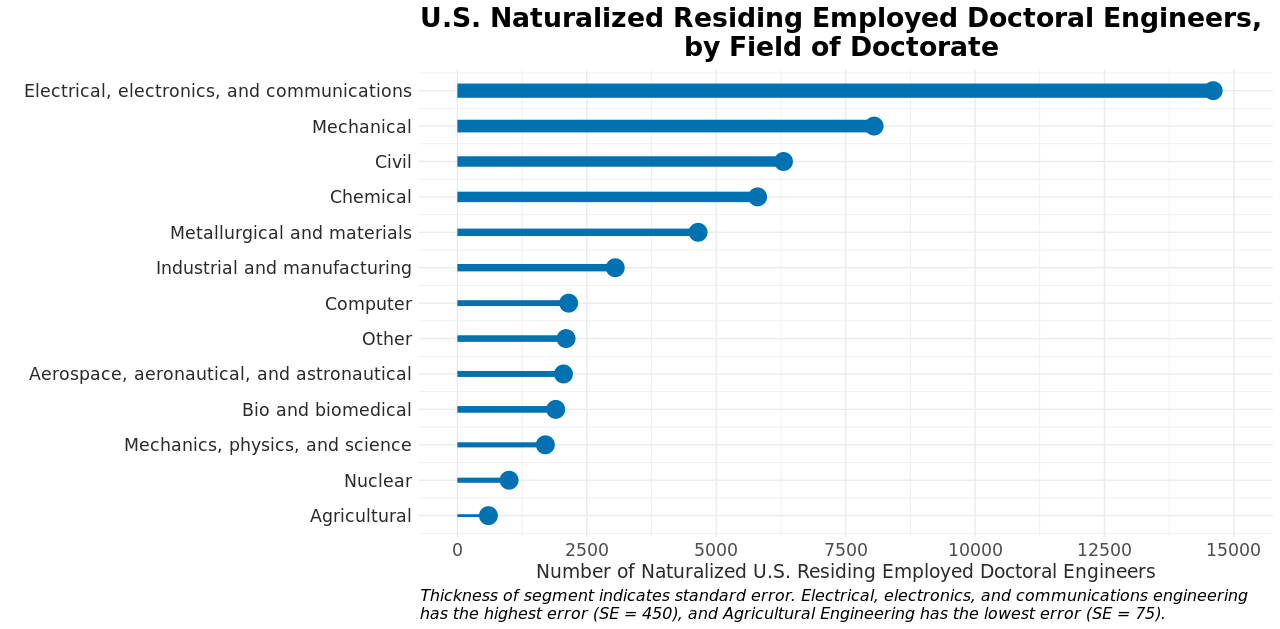 U.S. Naturalized Residing Employed Doctoral Engineers,
by Field of Doctorate
Electrical, electronics, and communications
Mechanical
Civil
Chemical
Metallurgical and materials
Industrial and manufacturing
Computer
Other
Aerospace, aeronautical, and astronautical
Bio and biomedical
Mechanics, physics, and science
Nuclear
Agricultural
0 2500 5000 7500 10000 12500 15000
Number of Naturalized U.S. Residing Employed Doctoral Engineers
Thickness of segment indicates standard error. Electrical, electronics, and communications engineering
has the highest error (SE = 450), and Agricultural Engineering has the lowest error (SE = 75).